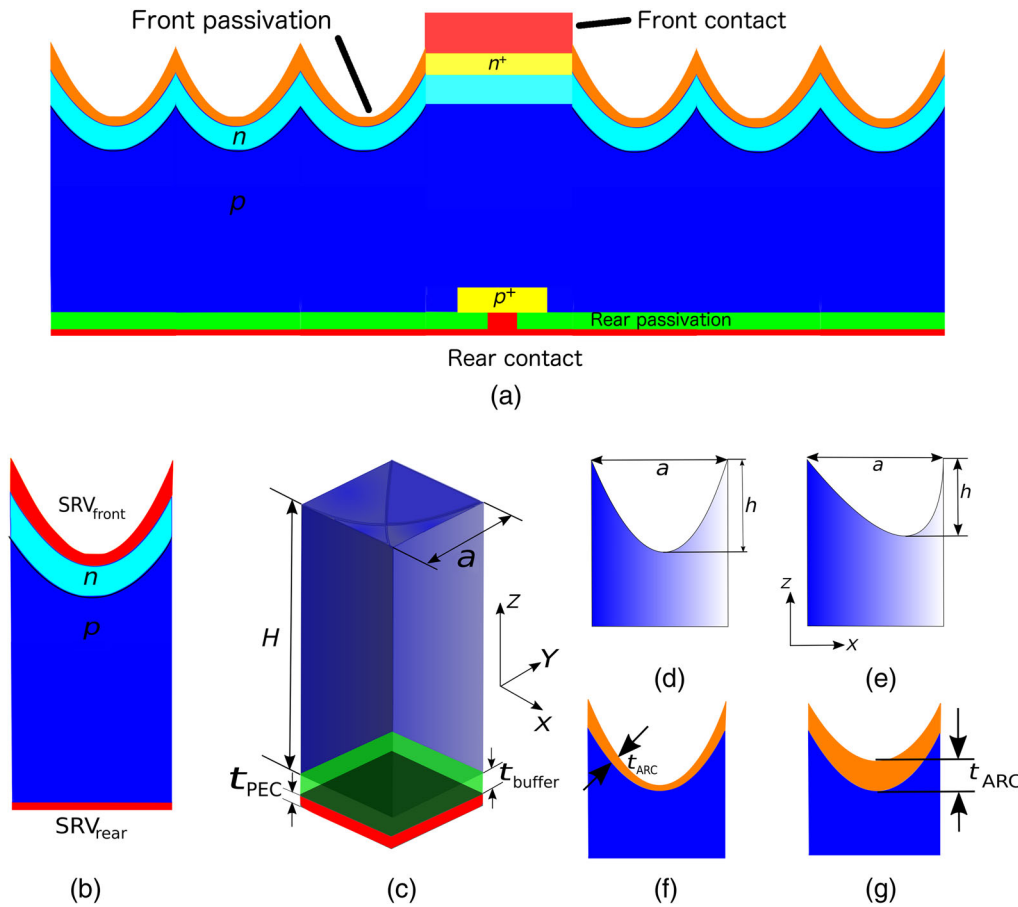 Front passivation
Front contact
n+
n
p
p+
Rear passivation
Rear contact
(a)
SRVfront
n
p
SRVrear
(b)
H
a
Z
Y
X
tPEC
tbuffer
(c)
a
h
(d)
a
h
z
x
(e)
tARC
(f)
tARC
(g)